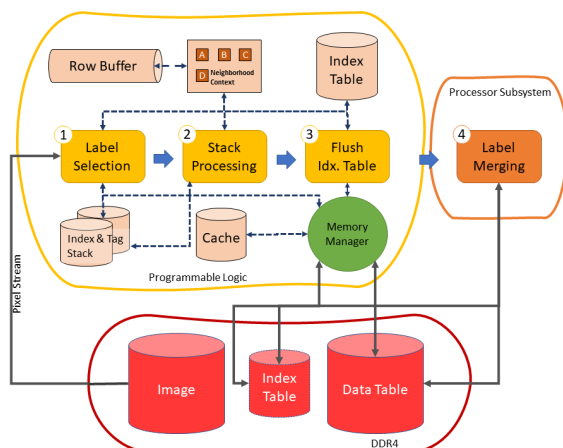 Row Buffer
A B C
D Neighborhood
Context
Index
Table
Processor Subsystem
1
Label
Selection
2
Stack
Processing
3
Flush
Idx. Table
4
Label
Merging
Index & Tag
Stack
Cache
Memory
Manager
Programmable Logic
Pixel Stream
Image
Index
Table
Data Table
DDR4